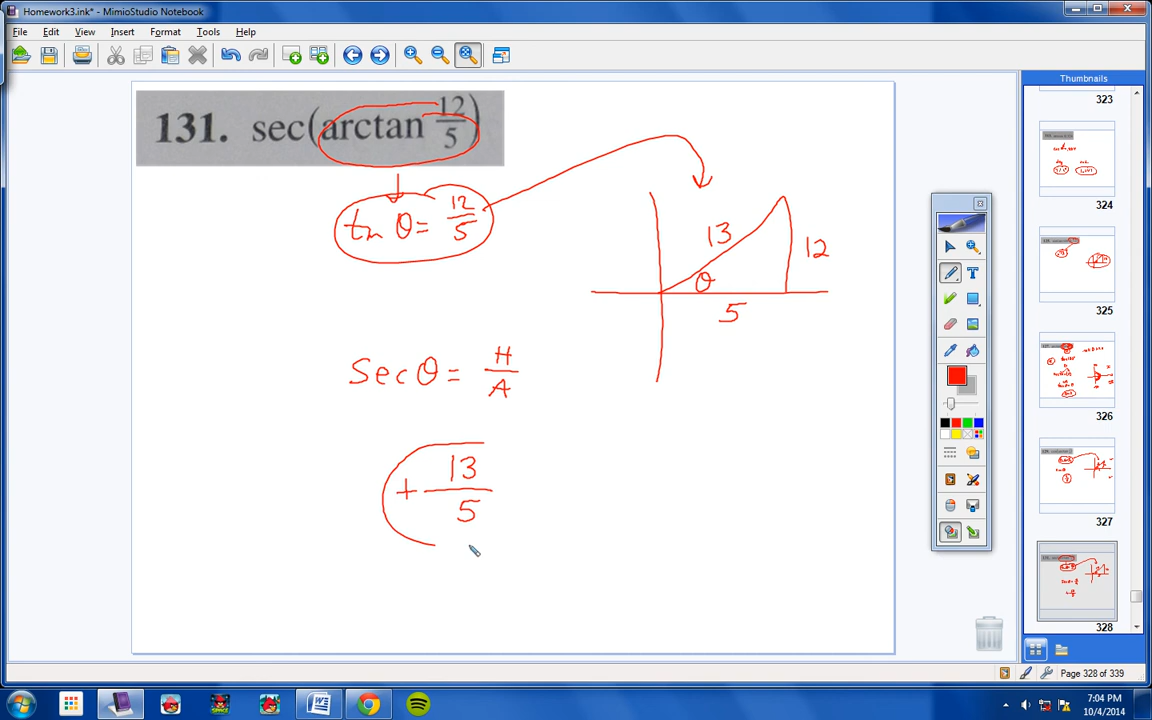 Homework3.ink* - MimioStudio Notebook
File Edit View Insert Format Tools Help
Thumbnails
131. sec(arctan 12/5)
tan θ = 12/5
13
12
θ
5
Sec θ = H/A
+ 13/5
323
324
325
326
327
328
Page 328 of 339
7:04 PM
10/4/2014